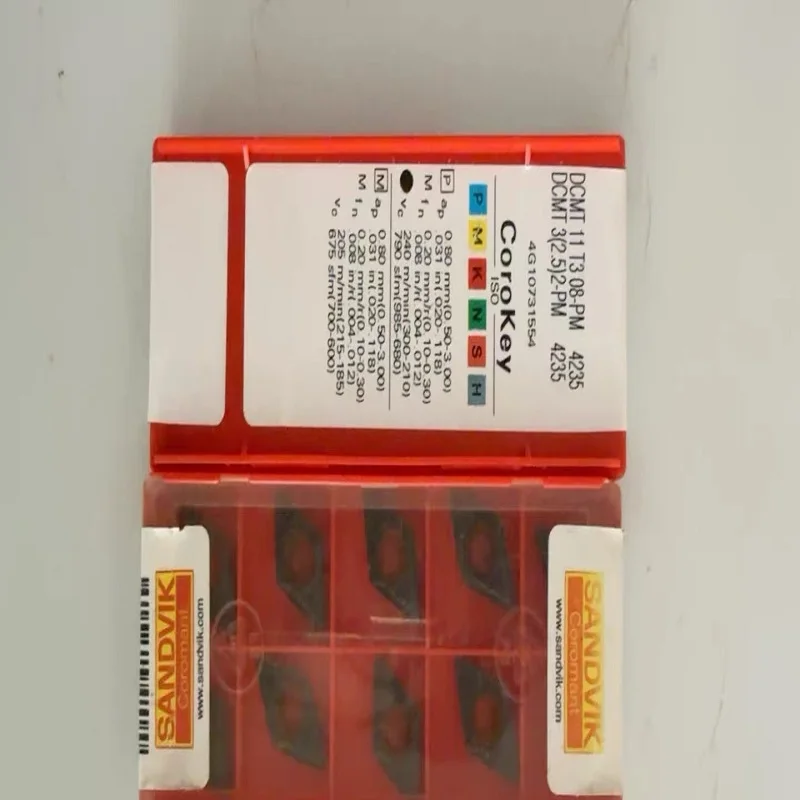 DCMT 11 T3 08-PM 4235
DCMT 3(2.5)2-PM 4235
4G10731554
CoroKey
ISO
P M K N S H
P ap 0.80 mm(0.50-3.00)
.031 in(.020-.118)
M fn 0.20 mm/r(0.10-0.30)
.008 in/r(.004-.012)
vc 240 m/min(300-210)
790 sfm(985-680)
M ap 0.80 mm(0.50-3.00)
.031 in(.020-.118)
M fn 0.20 mm/r(0.10-0.30)
.008 in/r(.004-.012)
vc 205 m/min(215-185)
675 sfm(700-600)
SANDVIK
Coromant
www.sandvik.com
SANDVIK
Coromant
www.sandvik.com